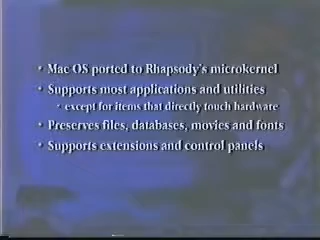 • Mac OS ported to Rhapsody's microkernel
• Supports most applications and utilities
• except for items that directly touch hardware
• Preserves files, databases, movies and fonts
• Supports extensions and control panels